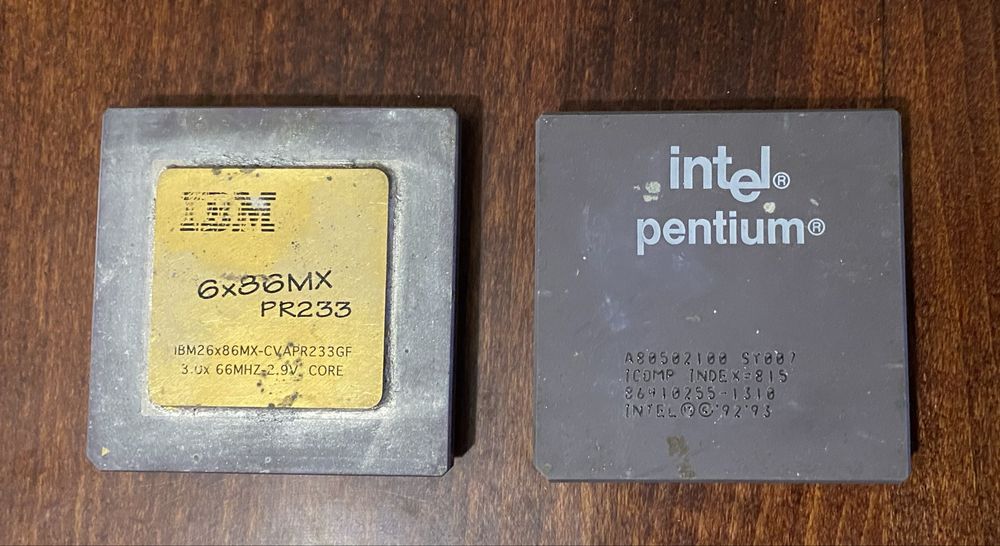 IBM
6x86MX
PR233
IBM26x86MX-CVAPR233GF
3.0x 66MHZ-2.9V CORE
intel®
pentium®
A80502100 SY007
ICOMP INDEX=815
86910255-1310
INTEL Ⓜ©'92'93